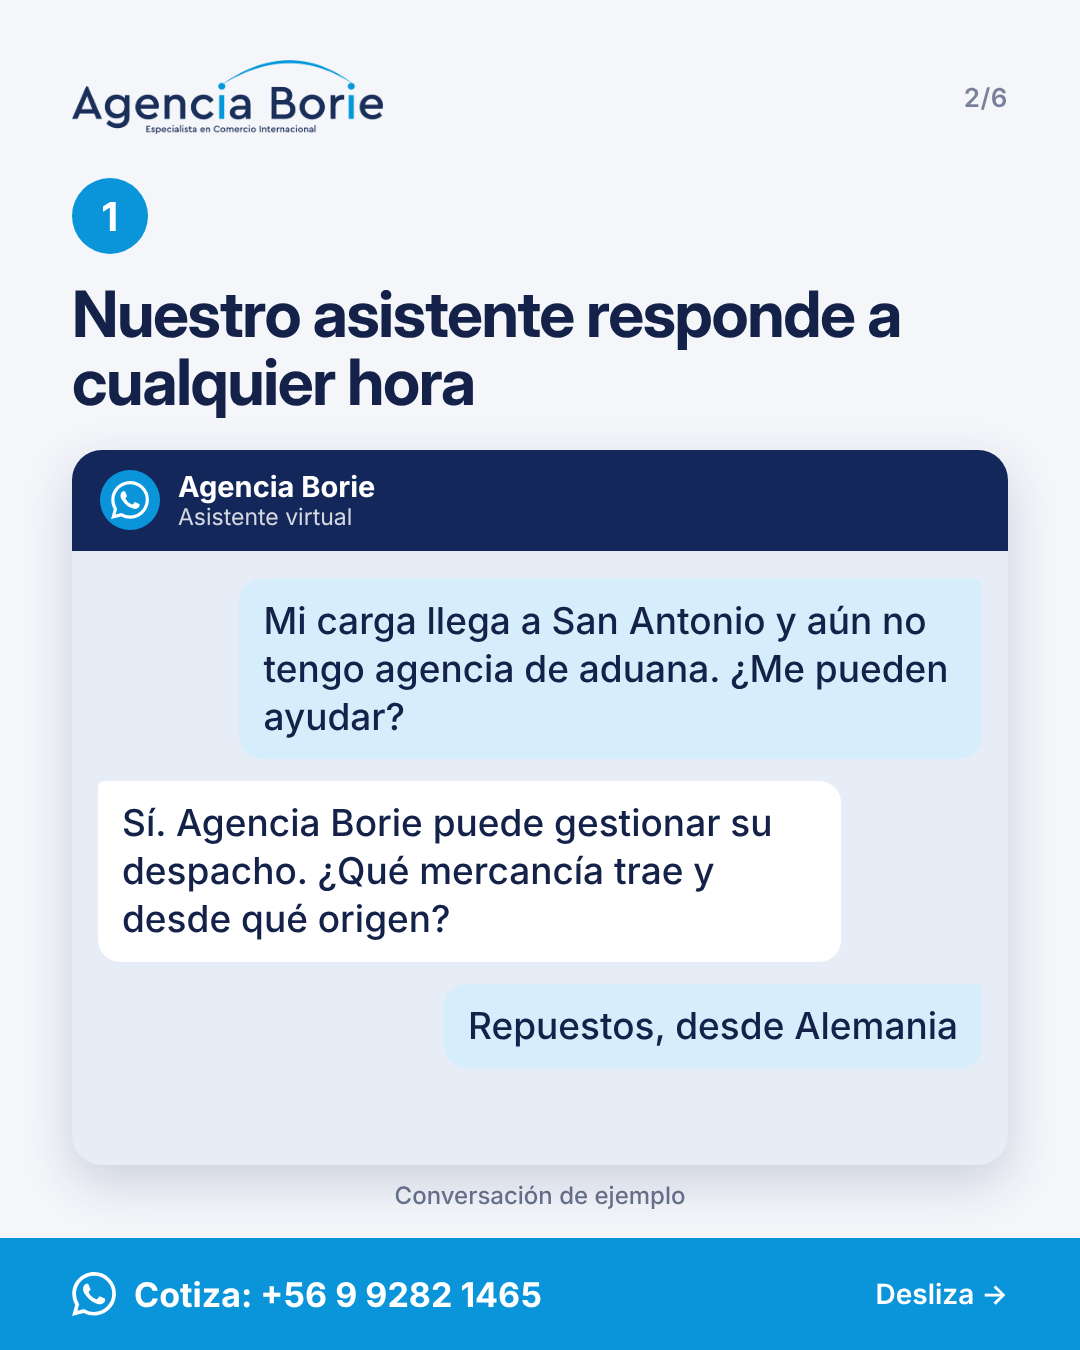 Agencia Borie
Especialista en Comercio Internacional
2/6
1
Nuestro asistente responde a
cualquier hora
Agencia Borie
Asistente virtual
Mi carga llega a San Antonio y aún no
tengo agencia de aduana. ¿Me pueden
ayudar?
Sí. Agencia Borie puede gestionar su
despacho. ¿Qué mercancía trae y
desde qué origen?
Repuestos, desde Alemania
Conversación de ejemplo
Cotiza: +56 9 9282 1465
Desliza →